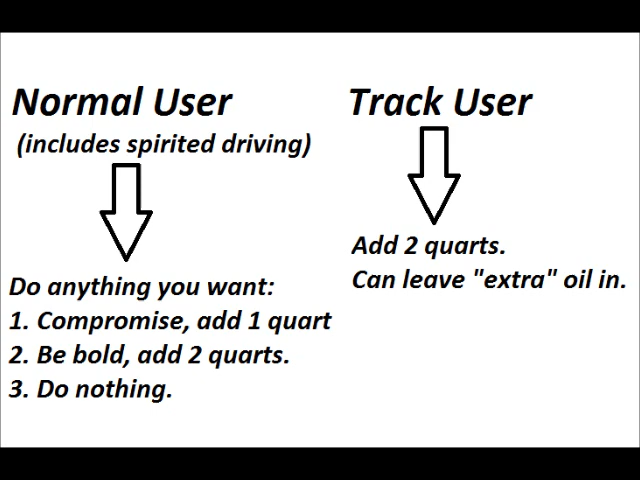 Normal User
(includes spirited driving)
Do anything you want:
1. Compromise, add 1 quart
2. Be bold, add 2 quarts.
3. Do nothing.
Track User
Add 2 quarts.
Can leave "extra" oil in.